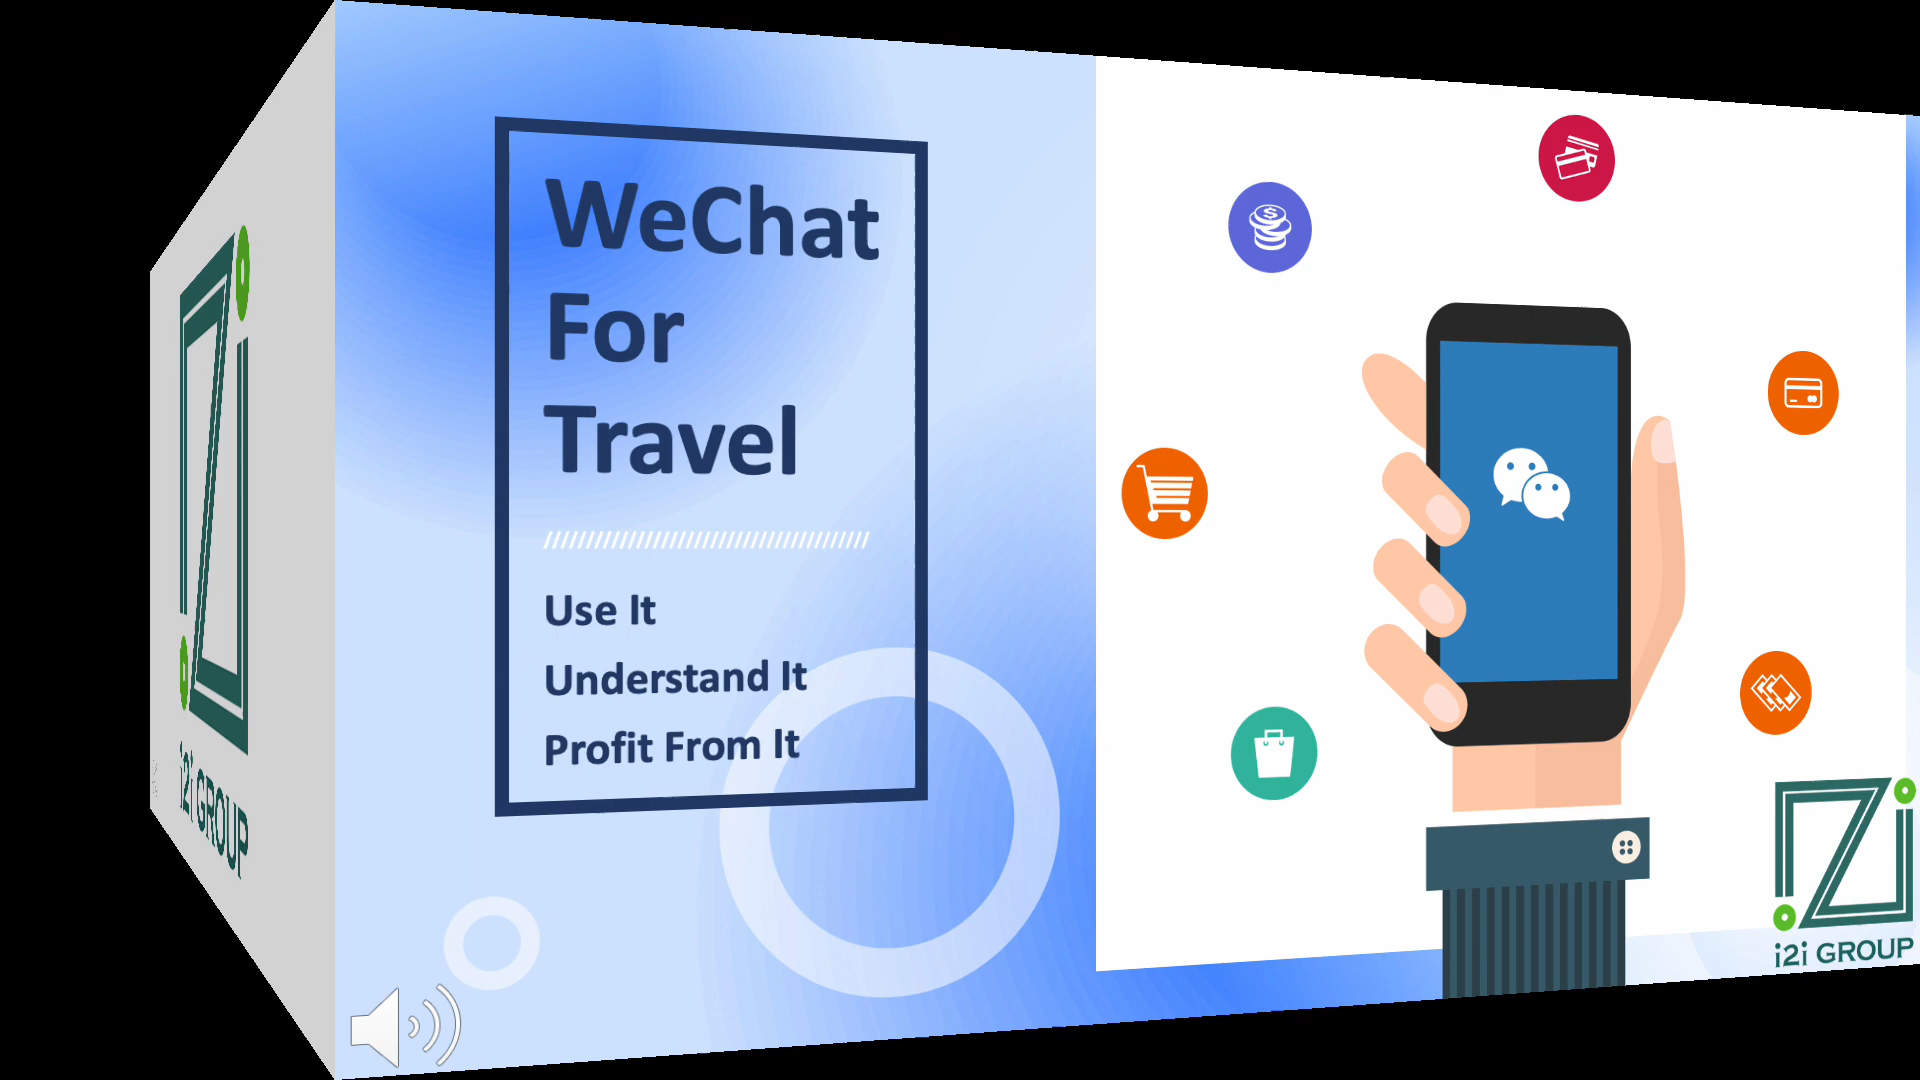 WeChat
For
Travel
Use It
Understand It
Profit From It
i2i GROUP
i2i GROUP